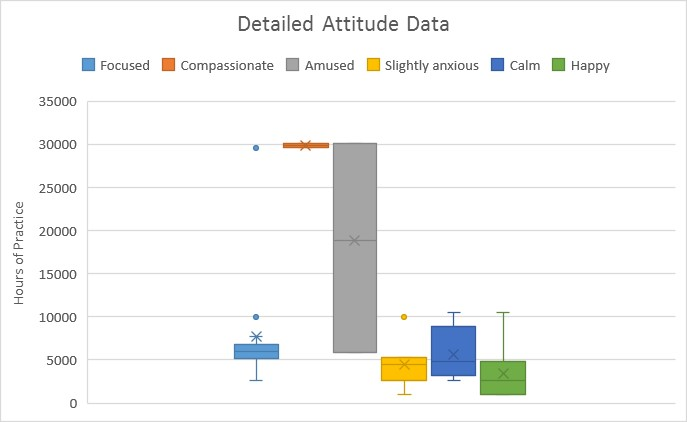 Detailed Attitude Data
Focused Compassionate Amused Slightly anxious Calm Happy
35000
30000
25000
20000
15000
10000
5000
0
Hours of Practice